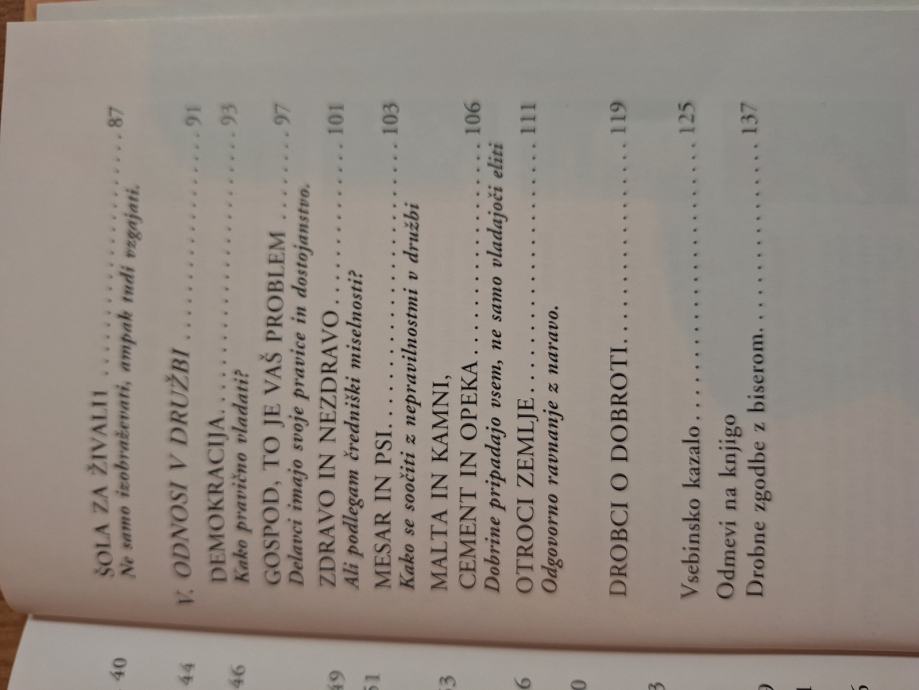 40
44
46
49
51
53
ŠOLA ZA ŽIVALI ........................ 87
Ne samo izobraževati, ampak tudi vzgajati.
V. ODNOSI V DRUŽBI ................... 91
DEMOKRACIJA........................... 93
Kako pravično vladati?
GOSPOD, TO JE VAŠ PROBLEM ........ 97
Delavci imajo svoje pravice in dostojanstvo.
ZDRAVO IN NEZDRAVO................ 101
Ali podlegam čredniški miselnosti?
MESAR IN PSI........................... 103
Kako se soočiti z nepravilnostmi v družbi
MALTA IN KAMNI,
CEMENT IN OPEKA...................... 106
Dobrine pripadajo vsem, ne samo vladajoči eliti
OTROCI ZEMLJE......................... 111
Odgovorno ravnanje z naravo.
DROBCI O DOBROTI..................... 119
Vsebinsko kazalo........................... 125
Odmevi na knjigo
Drobne zgodbe z biserom................... 137